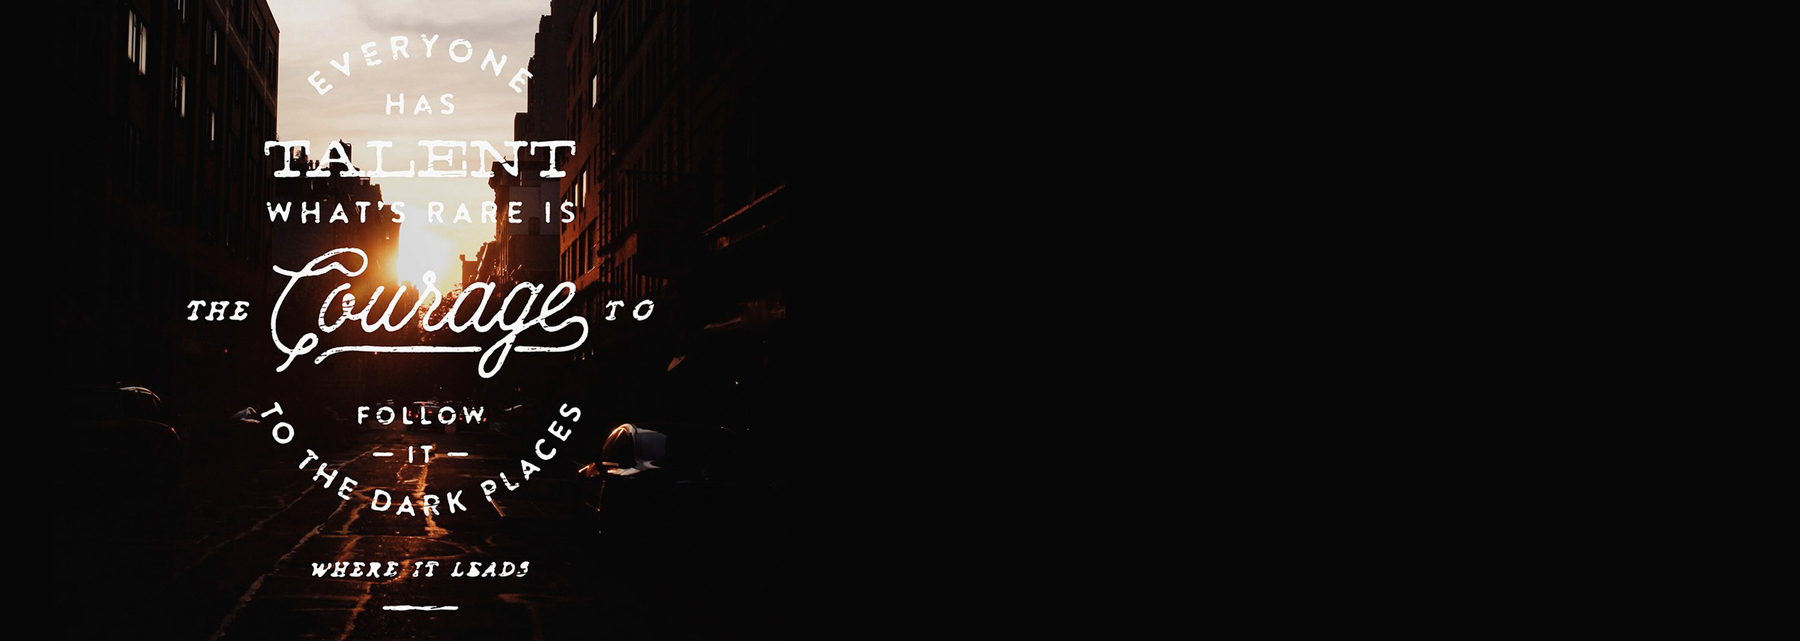 EVERYONE
HAS
TALENT
WHAT'S RARE IS
THE Courage TO
FOLLOW
— IT —
TO THE DARK PLACES
WHERE IT LEADS